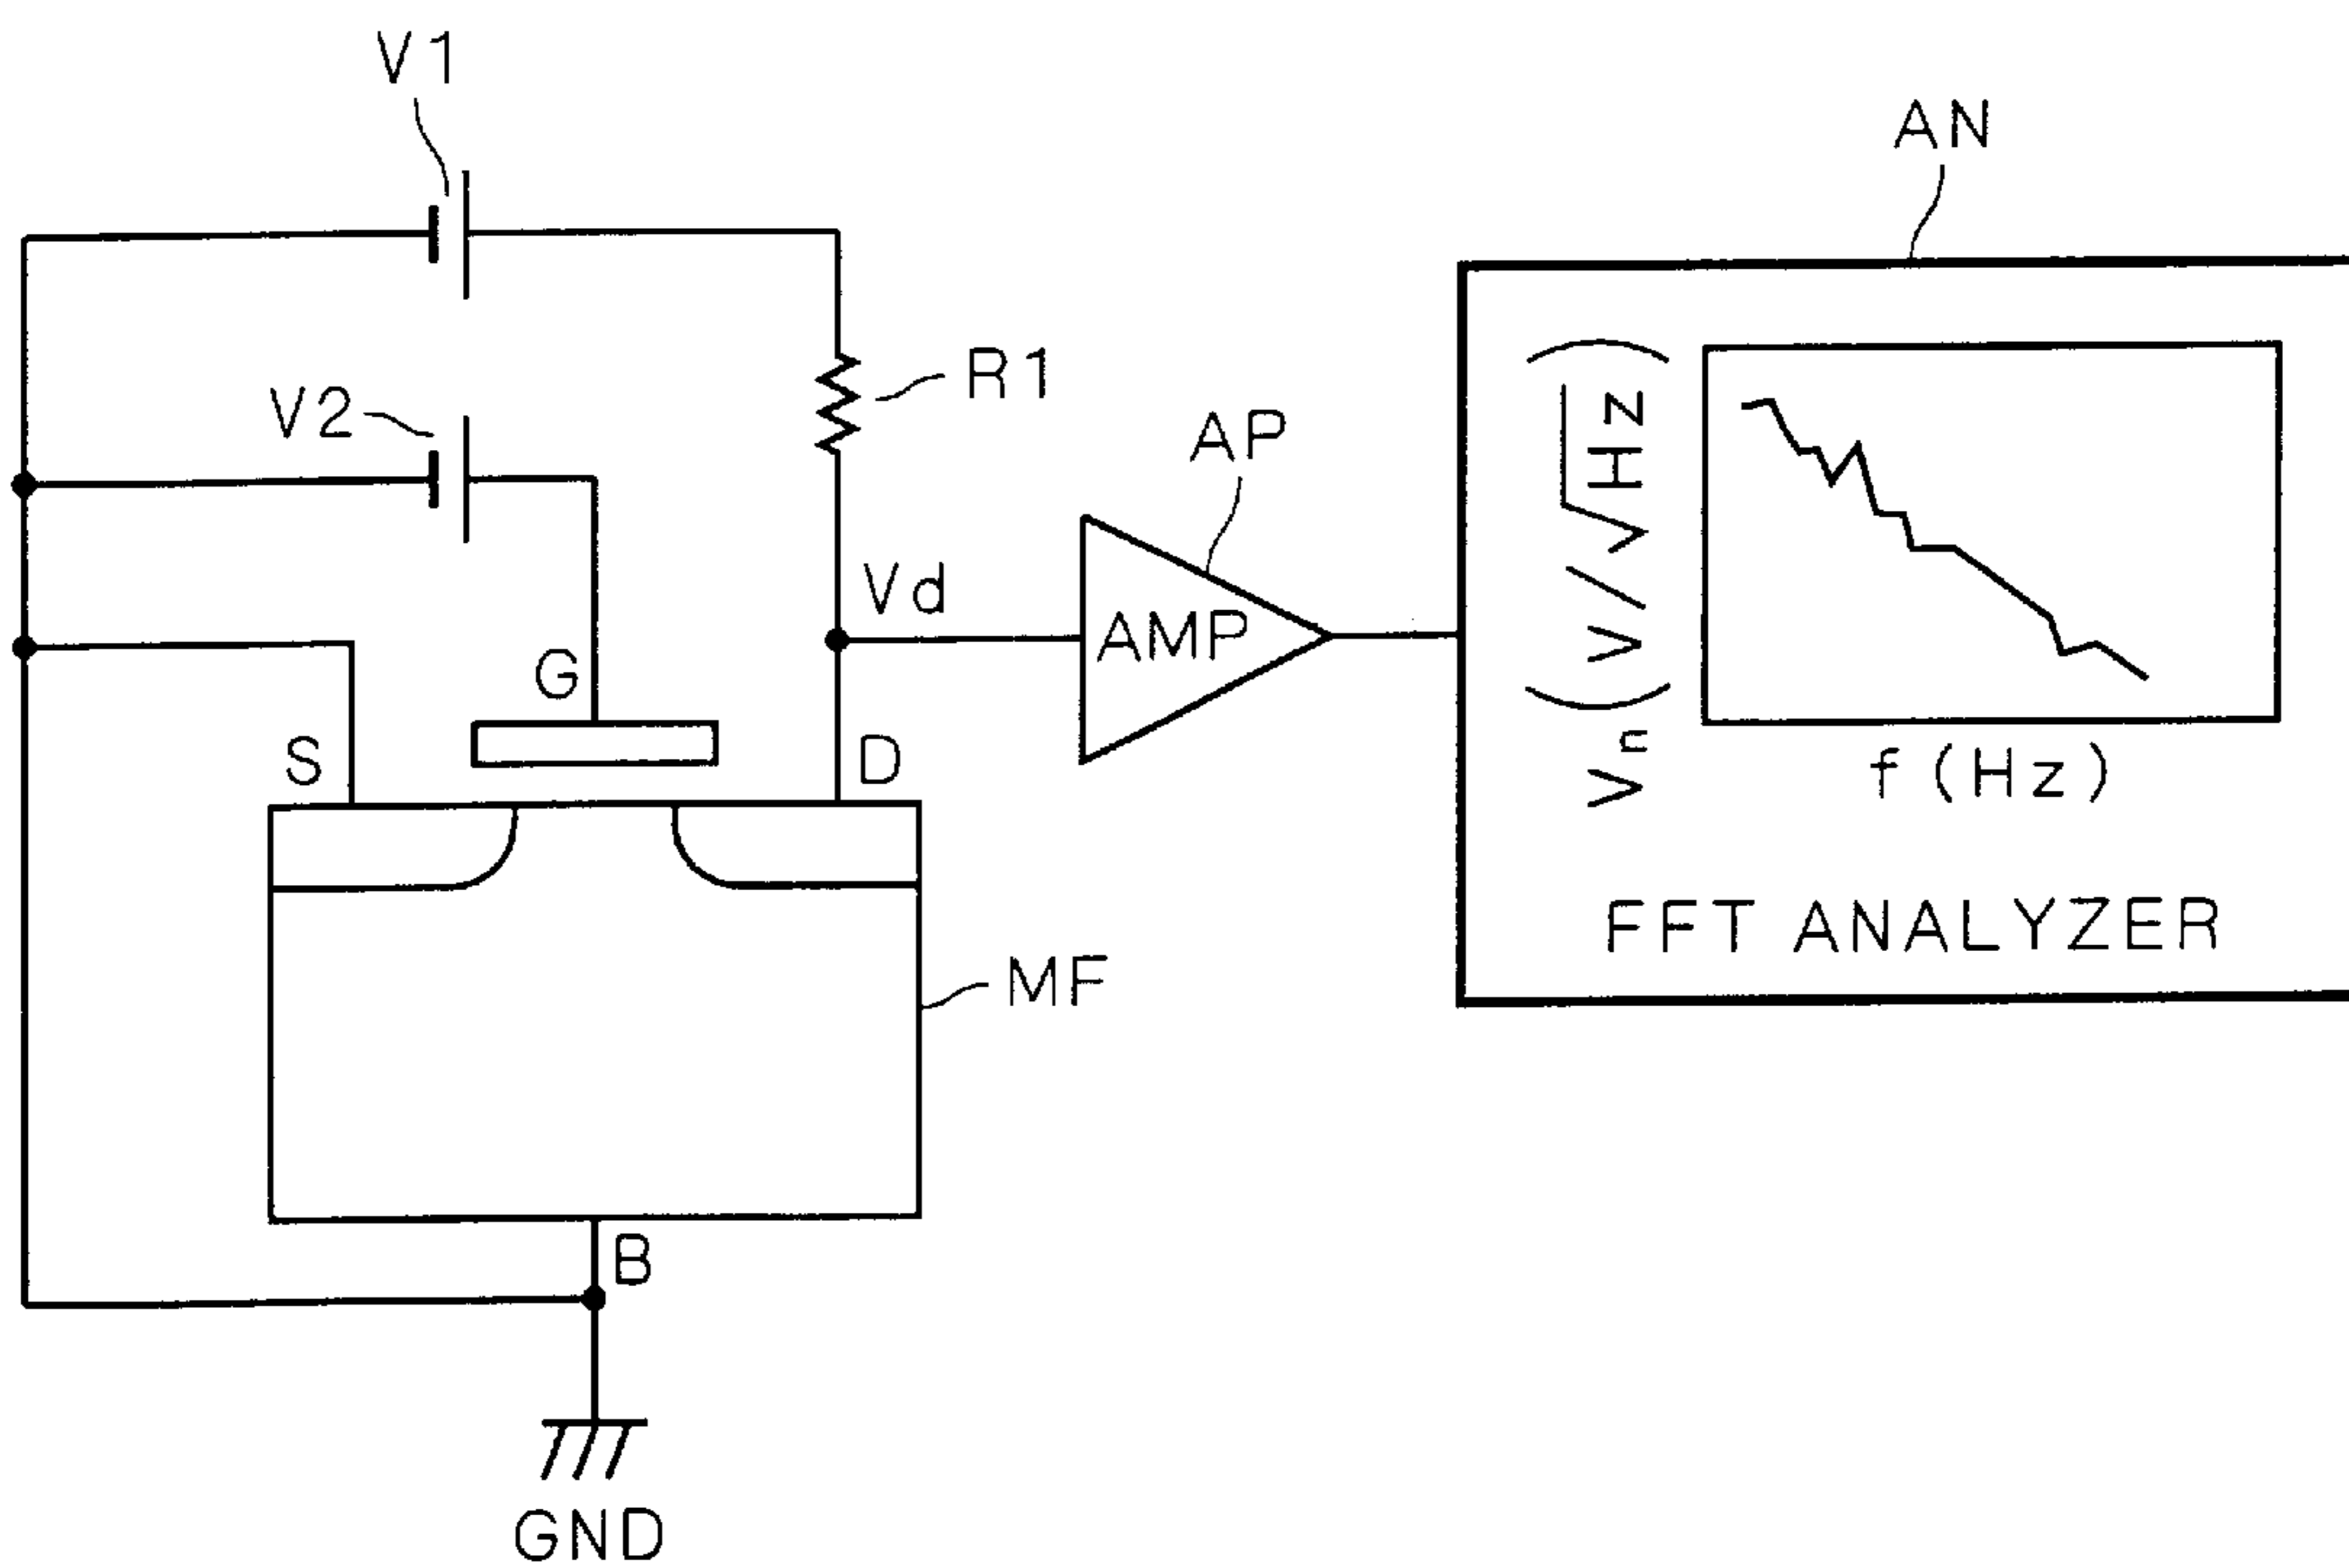 V1
AN
V2
R1
AP
Vd
AMP
G
S
D
Vn (V/√Hz)
f (Hz)
FFT ANALYZER
MF
B
GND